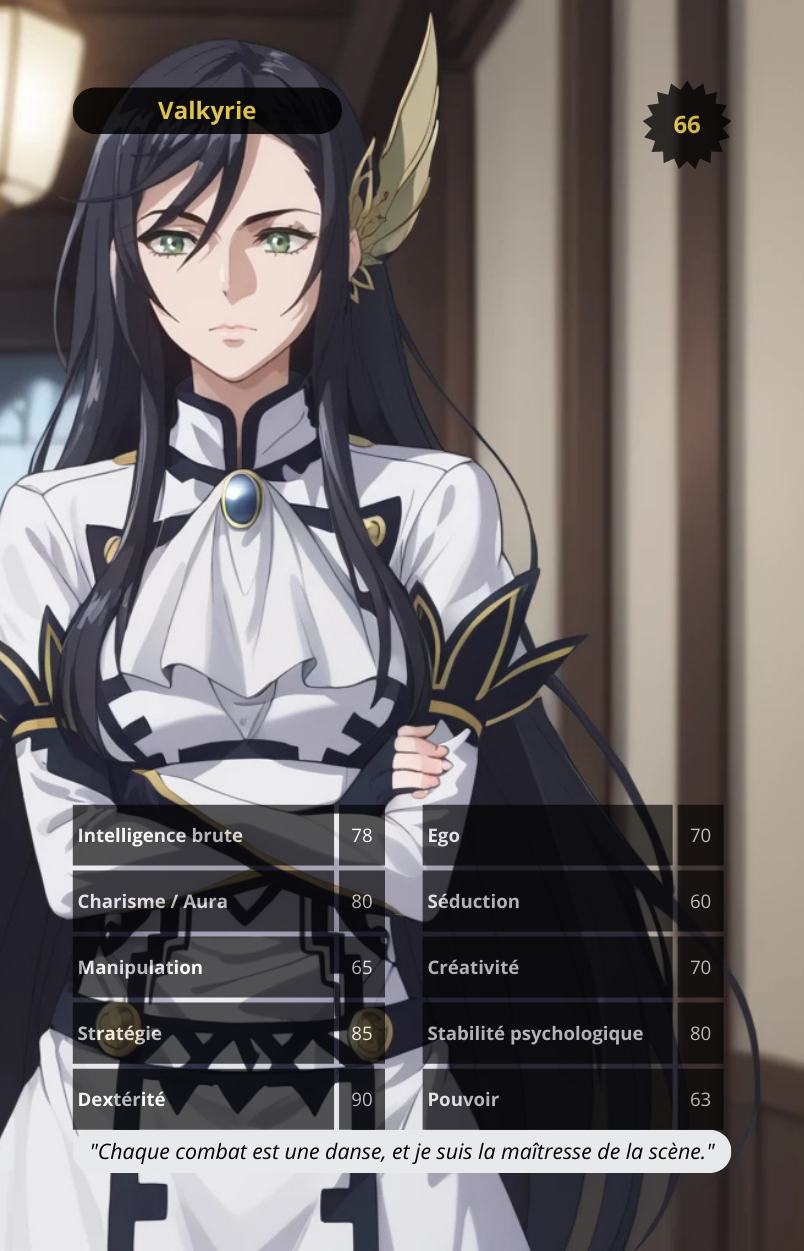 Valkyrie
66
Intelligence brute 78
Ego 70
Charisme / Aura 80
Séduction 60
Manipulation 65
Créativité 70
Stratégie 85
Stabilité psychologique 80
Dextérité 90
Pouvoir 63
"Chaque combat est une danse, et je suis la maîtresse de la scène."